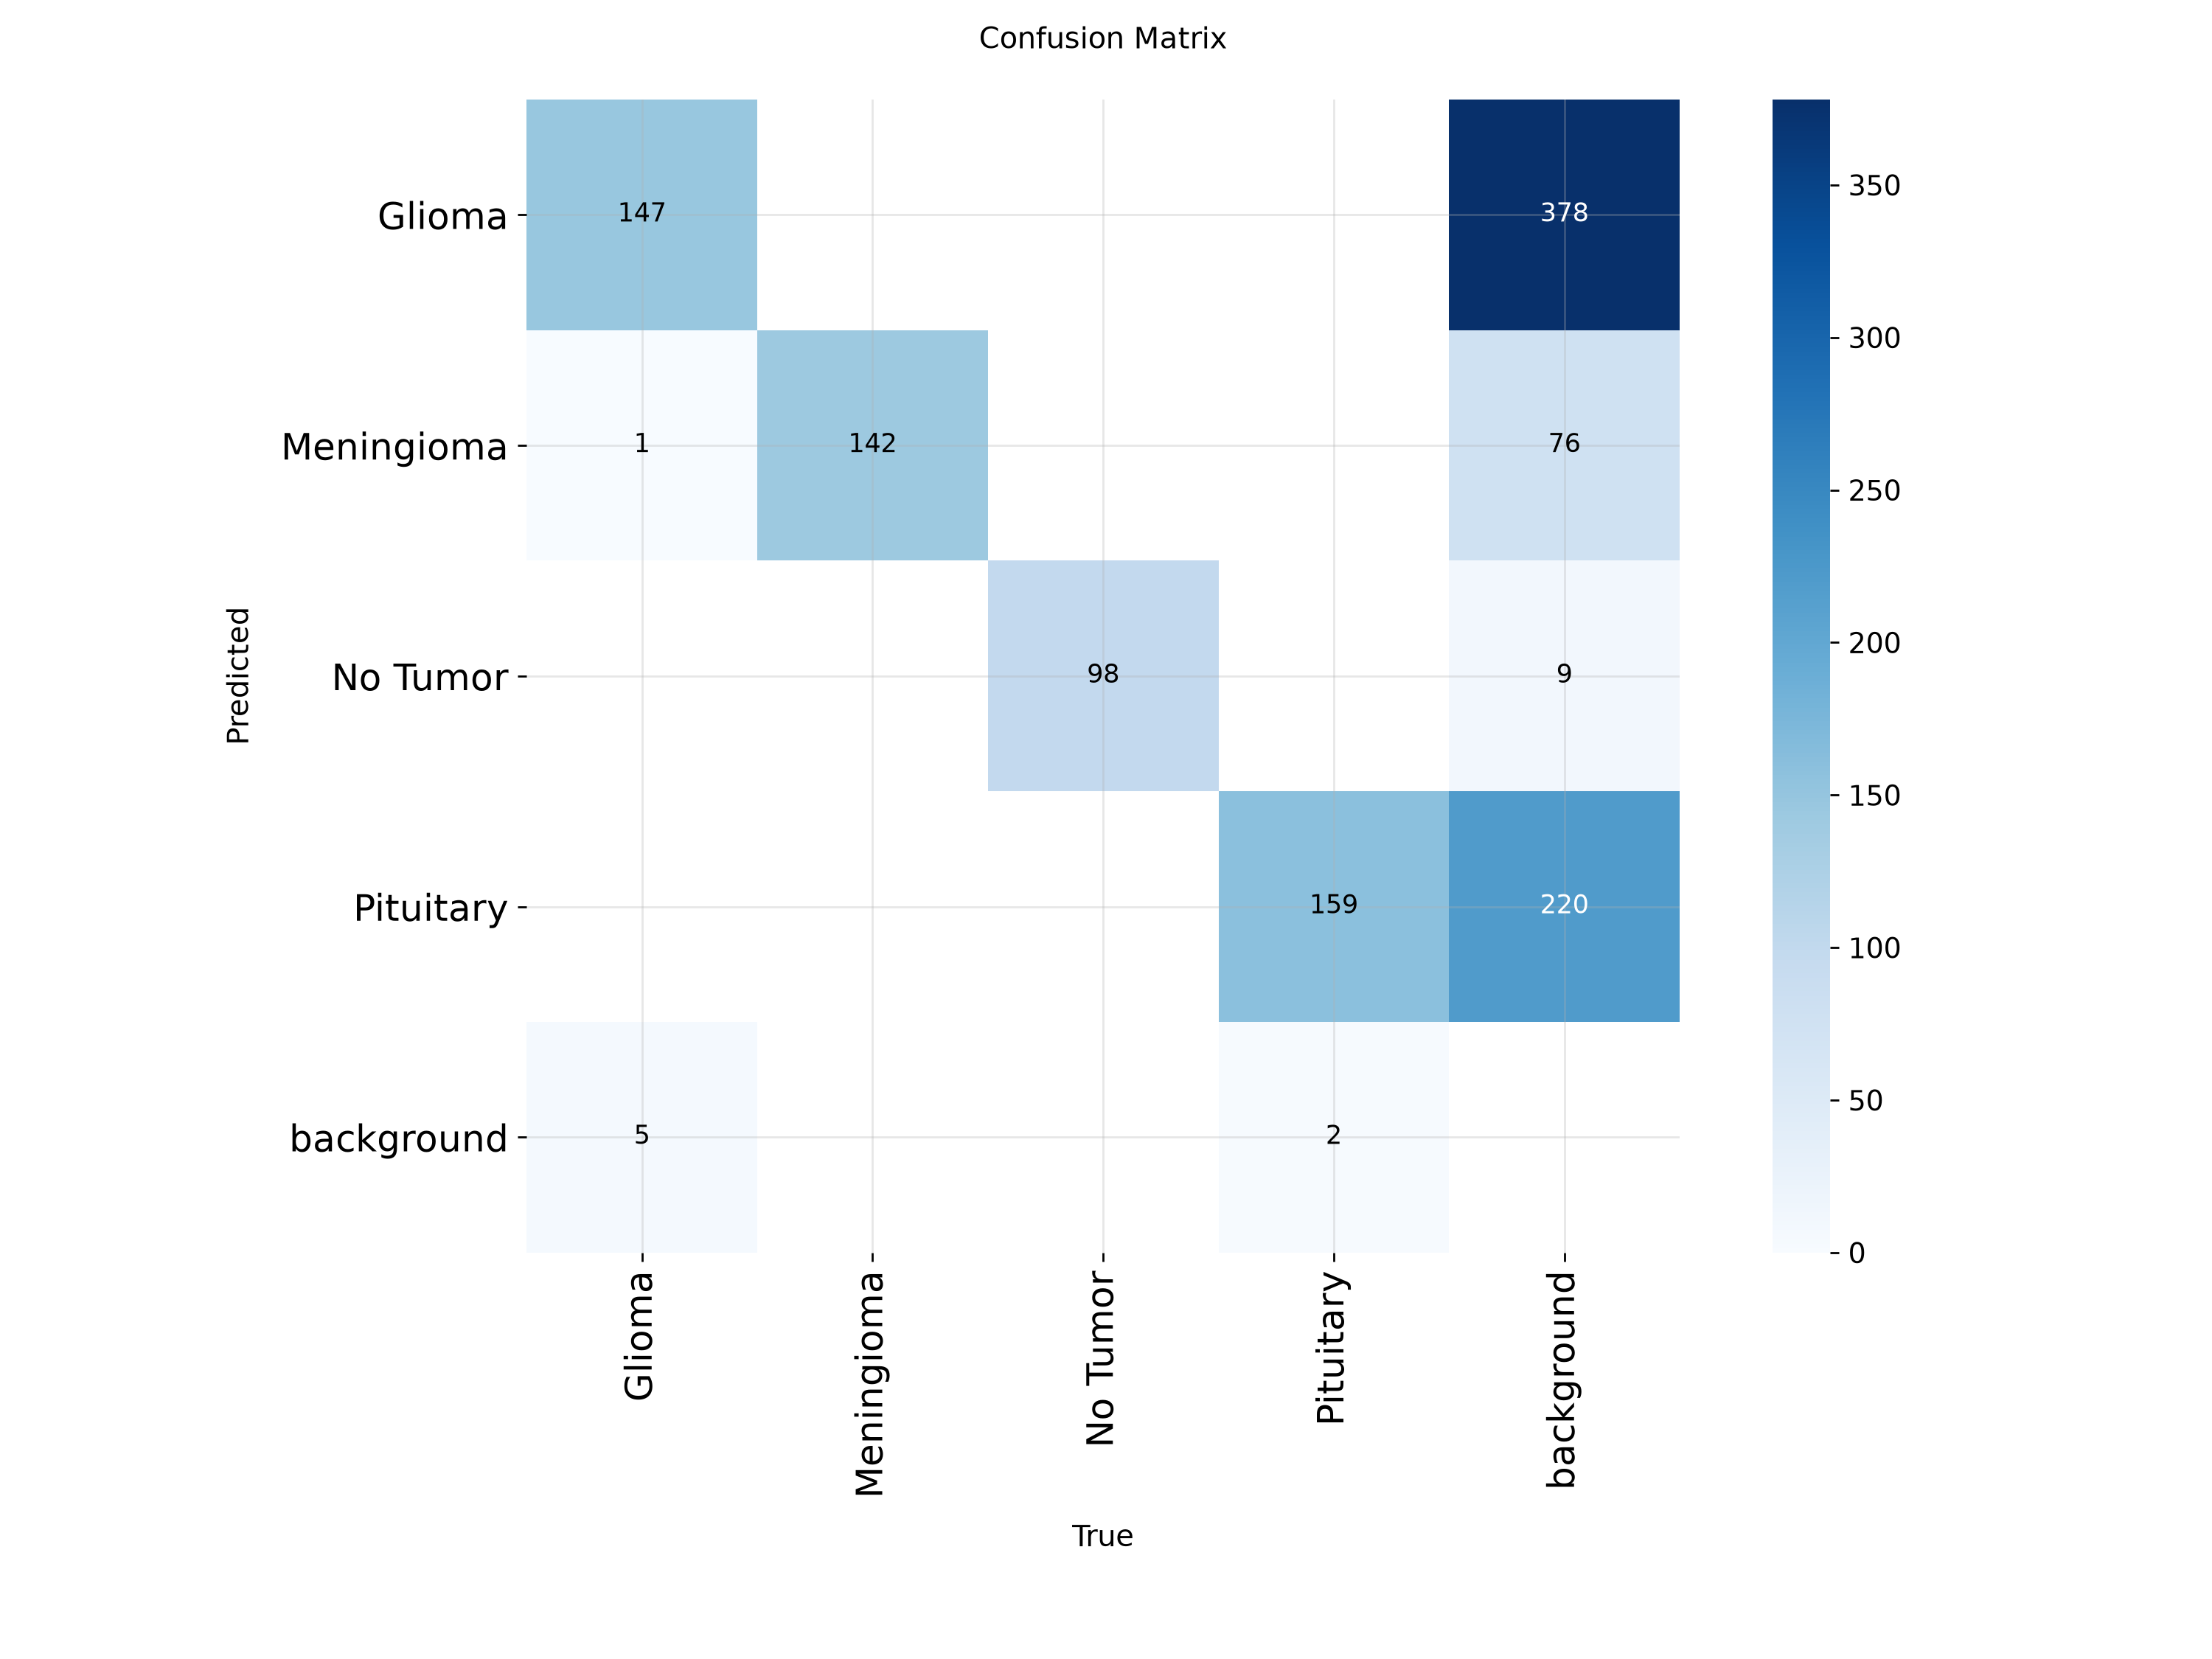 Confusion Matrix
Glioma
147
378
350
300
Meningioma
1
142
76
250
Predicted
No Tumor
98
9
200
150
Pituitary
159
220
100
50
background
5
2
0
Glioma
Meningioma
No Tumor
Pituitary
background
True